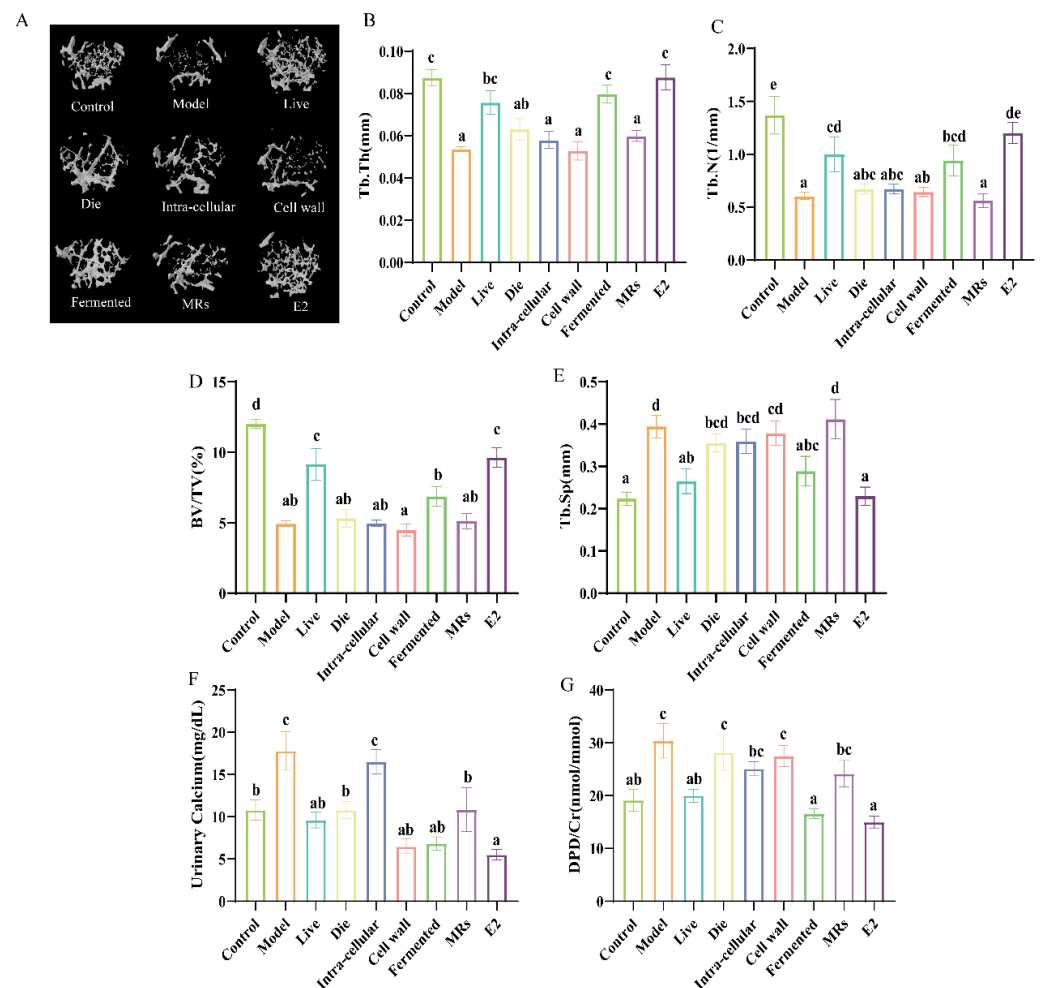 A
Control
Model
Live
Die
Intra-cellular
Cell wall
Fermented
MRs
E2
B
Tb.Th(mm)
0.10
0.08
0.06
0.04
0.02
0.00
c
a
bc
ab
a
a
c
a
c
Control
Model
Live
Die
Intra-cellular
Cell wall
Fermented
MRs
E2
C
Tb.N(1/mm)
2.0
1.5
1.0
0.5
0.0
e
a
cd
abc
abc
ab
bcd
a
de
Control
Model
Live
Die
Intra-cellular
Cell wall
Fermented
MRs
E2
D
BV/TV(%)
15
10
5
0
d
ab
c
ab
ab
a
b
ab
c
Control
Model
Live
Die
Intra-cellular
Cell wall
Fermented
MRs
E2
E
Tb.Sp(mm)
0.5
0.4
0.3
0.2
0.1
0.0
a
d
ab
bcd
bcd
cd
abc
d
a
Control
Model
Live
Die
Intra-cellular
Cell wall
Fermented
MRs
E2
F
Urinary Calcium(mg/dL)
25
20
15
10
5
0
b
c
ab
b
c
ab
ab
b
a
Control
Model
Live
Die
Intra-cellular
Cell wall
Fermented
MRs
E2
G
DPD/Cr(nmol/mmol)
40
30
20
10
0
ab
c
ab
c
bc
c
a
bc
a
Control
Model
Live
Die
Intra-cellular
Cell wall
Fermented
MRs
E2